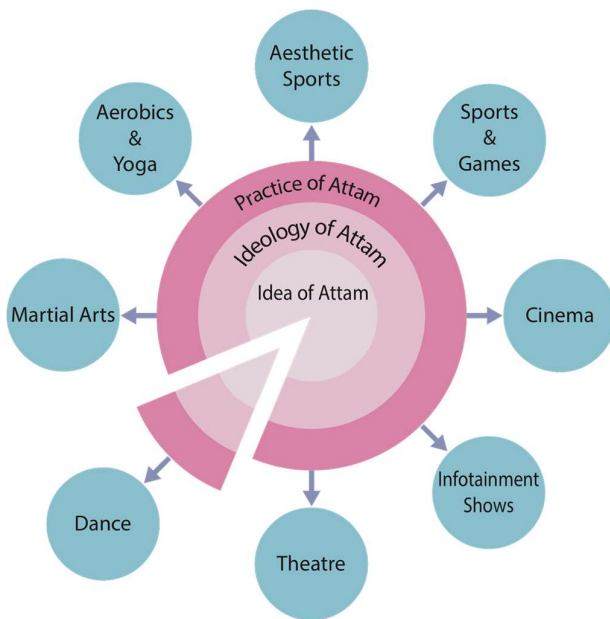 Aesthetic
Sports
Aerobics
&
Yoga
Sports
&
Games
Practice of Attam
Ideology of Attam
Idea of Attam
Martial Arts
Cinema
Infotainment
Shows
Dance
Theatre